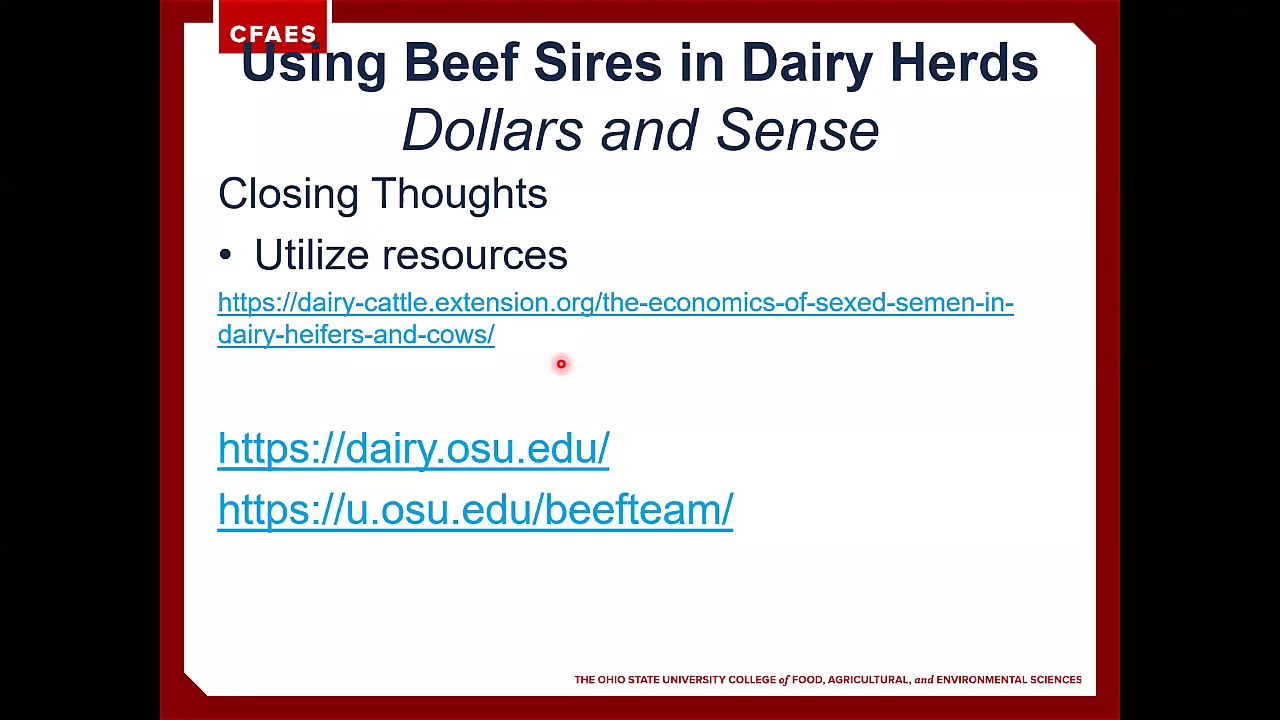 CFAES
Using Beef Sires in Dairy Herds
Dollars and Sense
Closing Thoughts
• Utilize resources
https://dairy-cattle.extension.org/the-economics-of-sexed-semen-in-
dairy-heifers-and-cows/
https://dairy.osu.edu/
https://u.osu.edu/beefteam/
THE OHIO STATE UNIVERSITY COLLEGE of FOOD, AGRICULTURAL, and ENVIRONMENTAL SCIENCES